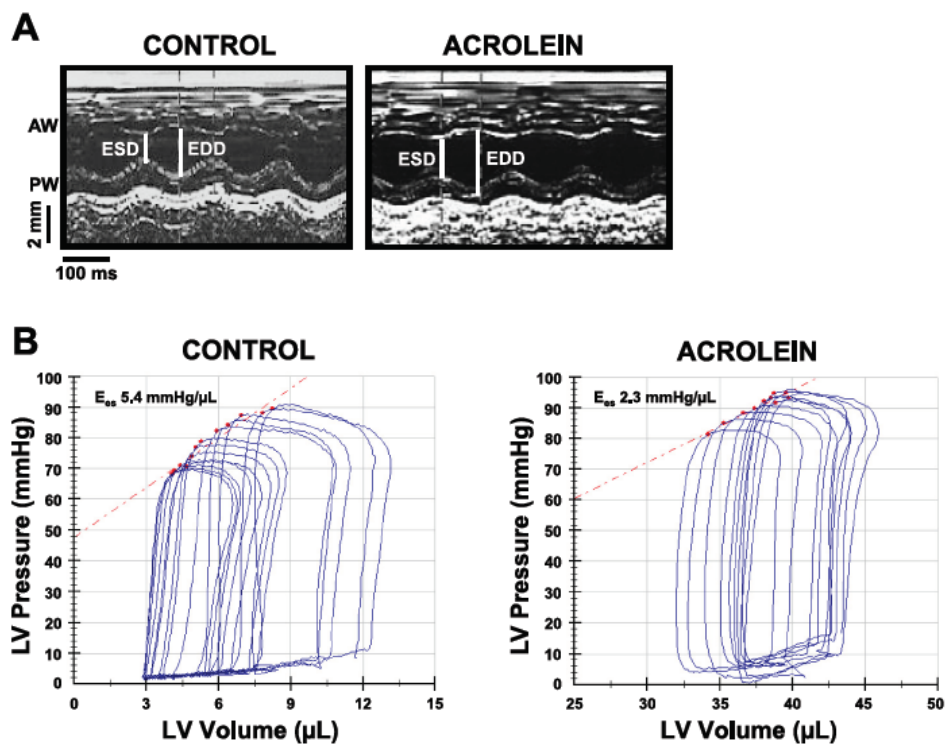 A
CONTROL
ACROLEIN
AW
ESD
EDD
ESD
EDD
PW
2 mm
100 ms
B
CONTROL
ACROLEIN
Ees 5.4 mmHg/µL
Ees 2.3 mmHg/µL
LV Pressure (mmHg)
100
90
80
70
60
50
40
30
20
10
0
0
3
6
9
12
15
LV Volume (µL)
LV Pressure (mmHg)
100
90
80
70
60
50
40
30
20
10
0
25
30
35
40
45
50
LV Volume (µL)